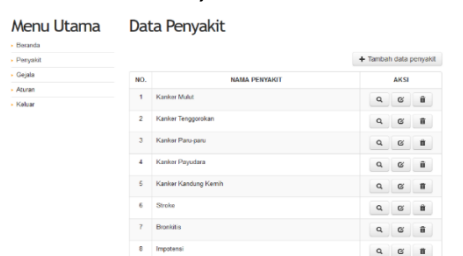 Menu Utama
Data Penyakit
Beranda
Penyakit
Gejala
Aturan
Keluar
+ Tambah data penyakit
NO. NAMA PENYAKIT AKSI
1 Kanker Mulut
2 Kanker Tenggorokan
3 Kanker Paru-paru
4 Kanker Payudara
5 Kanker Kandung Kemih
6 Stroke
7 Bronkitis
8 Impotensi